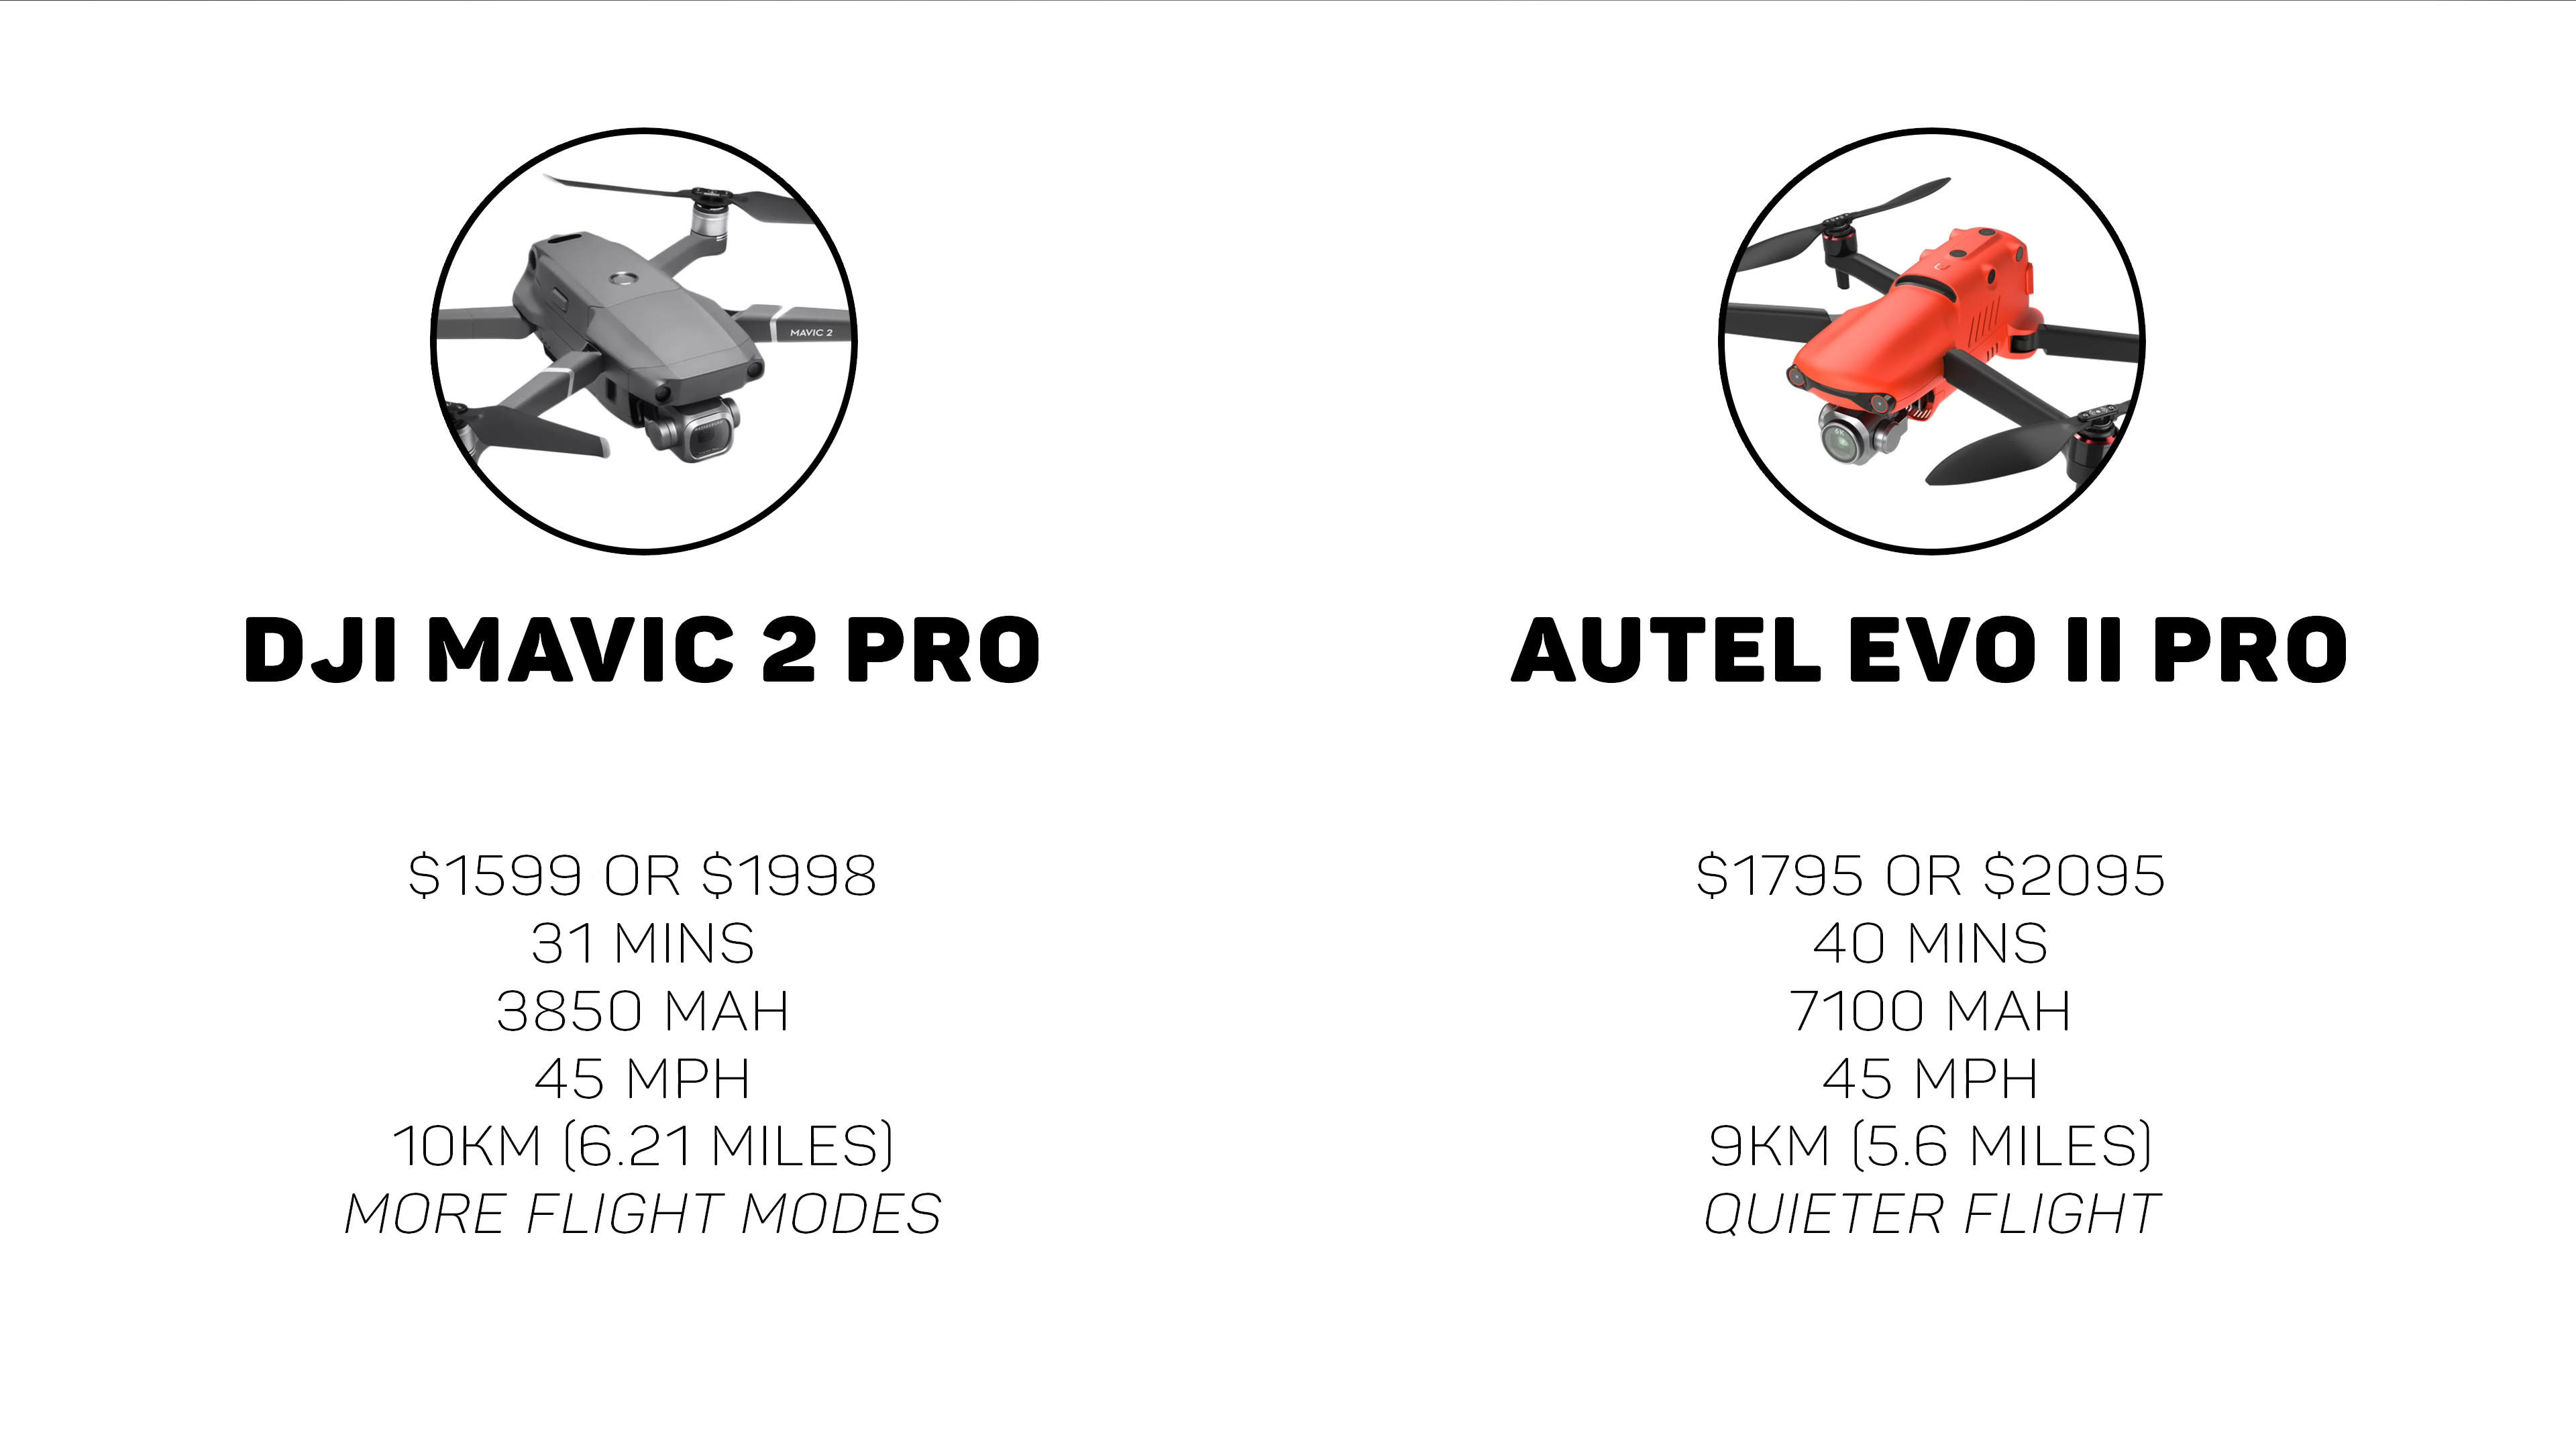 MAVIC 2
DJI MAVIC 2 PRO
$1599 OR $1998
31 MINS
3850 MAH
45 MPH
10KM (6.21 MILES)
MORE FLIGHT MODES
6K
AUTEL EVO II PRO
$1795 OR $2095
40 MINS
7100 MAH
45 MPH
9KM (5.6 MILES)
QUIETER FLIGHT